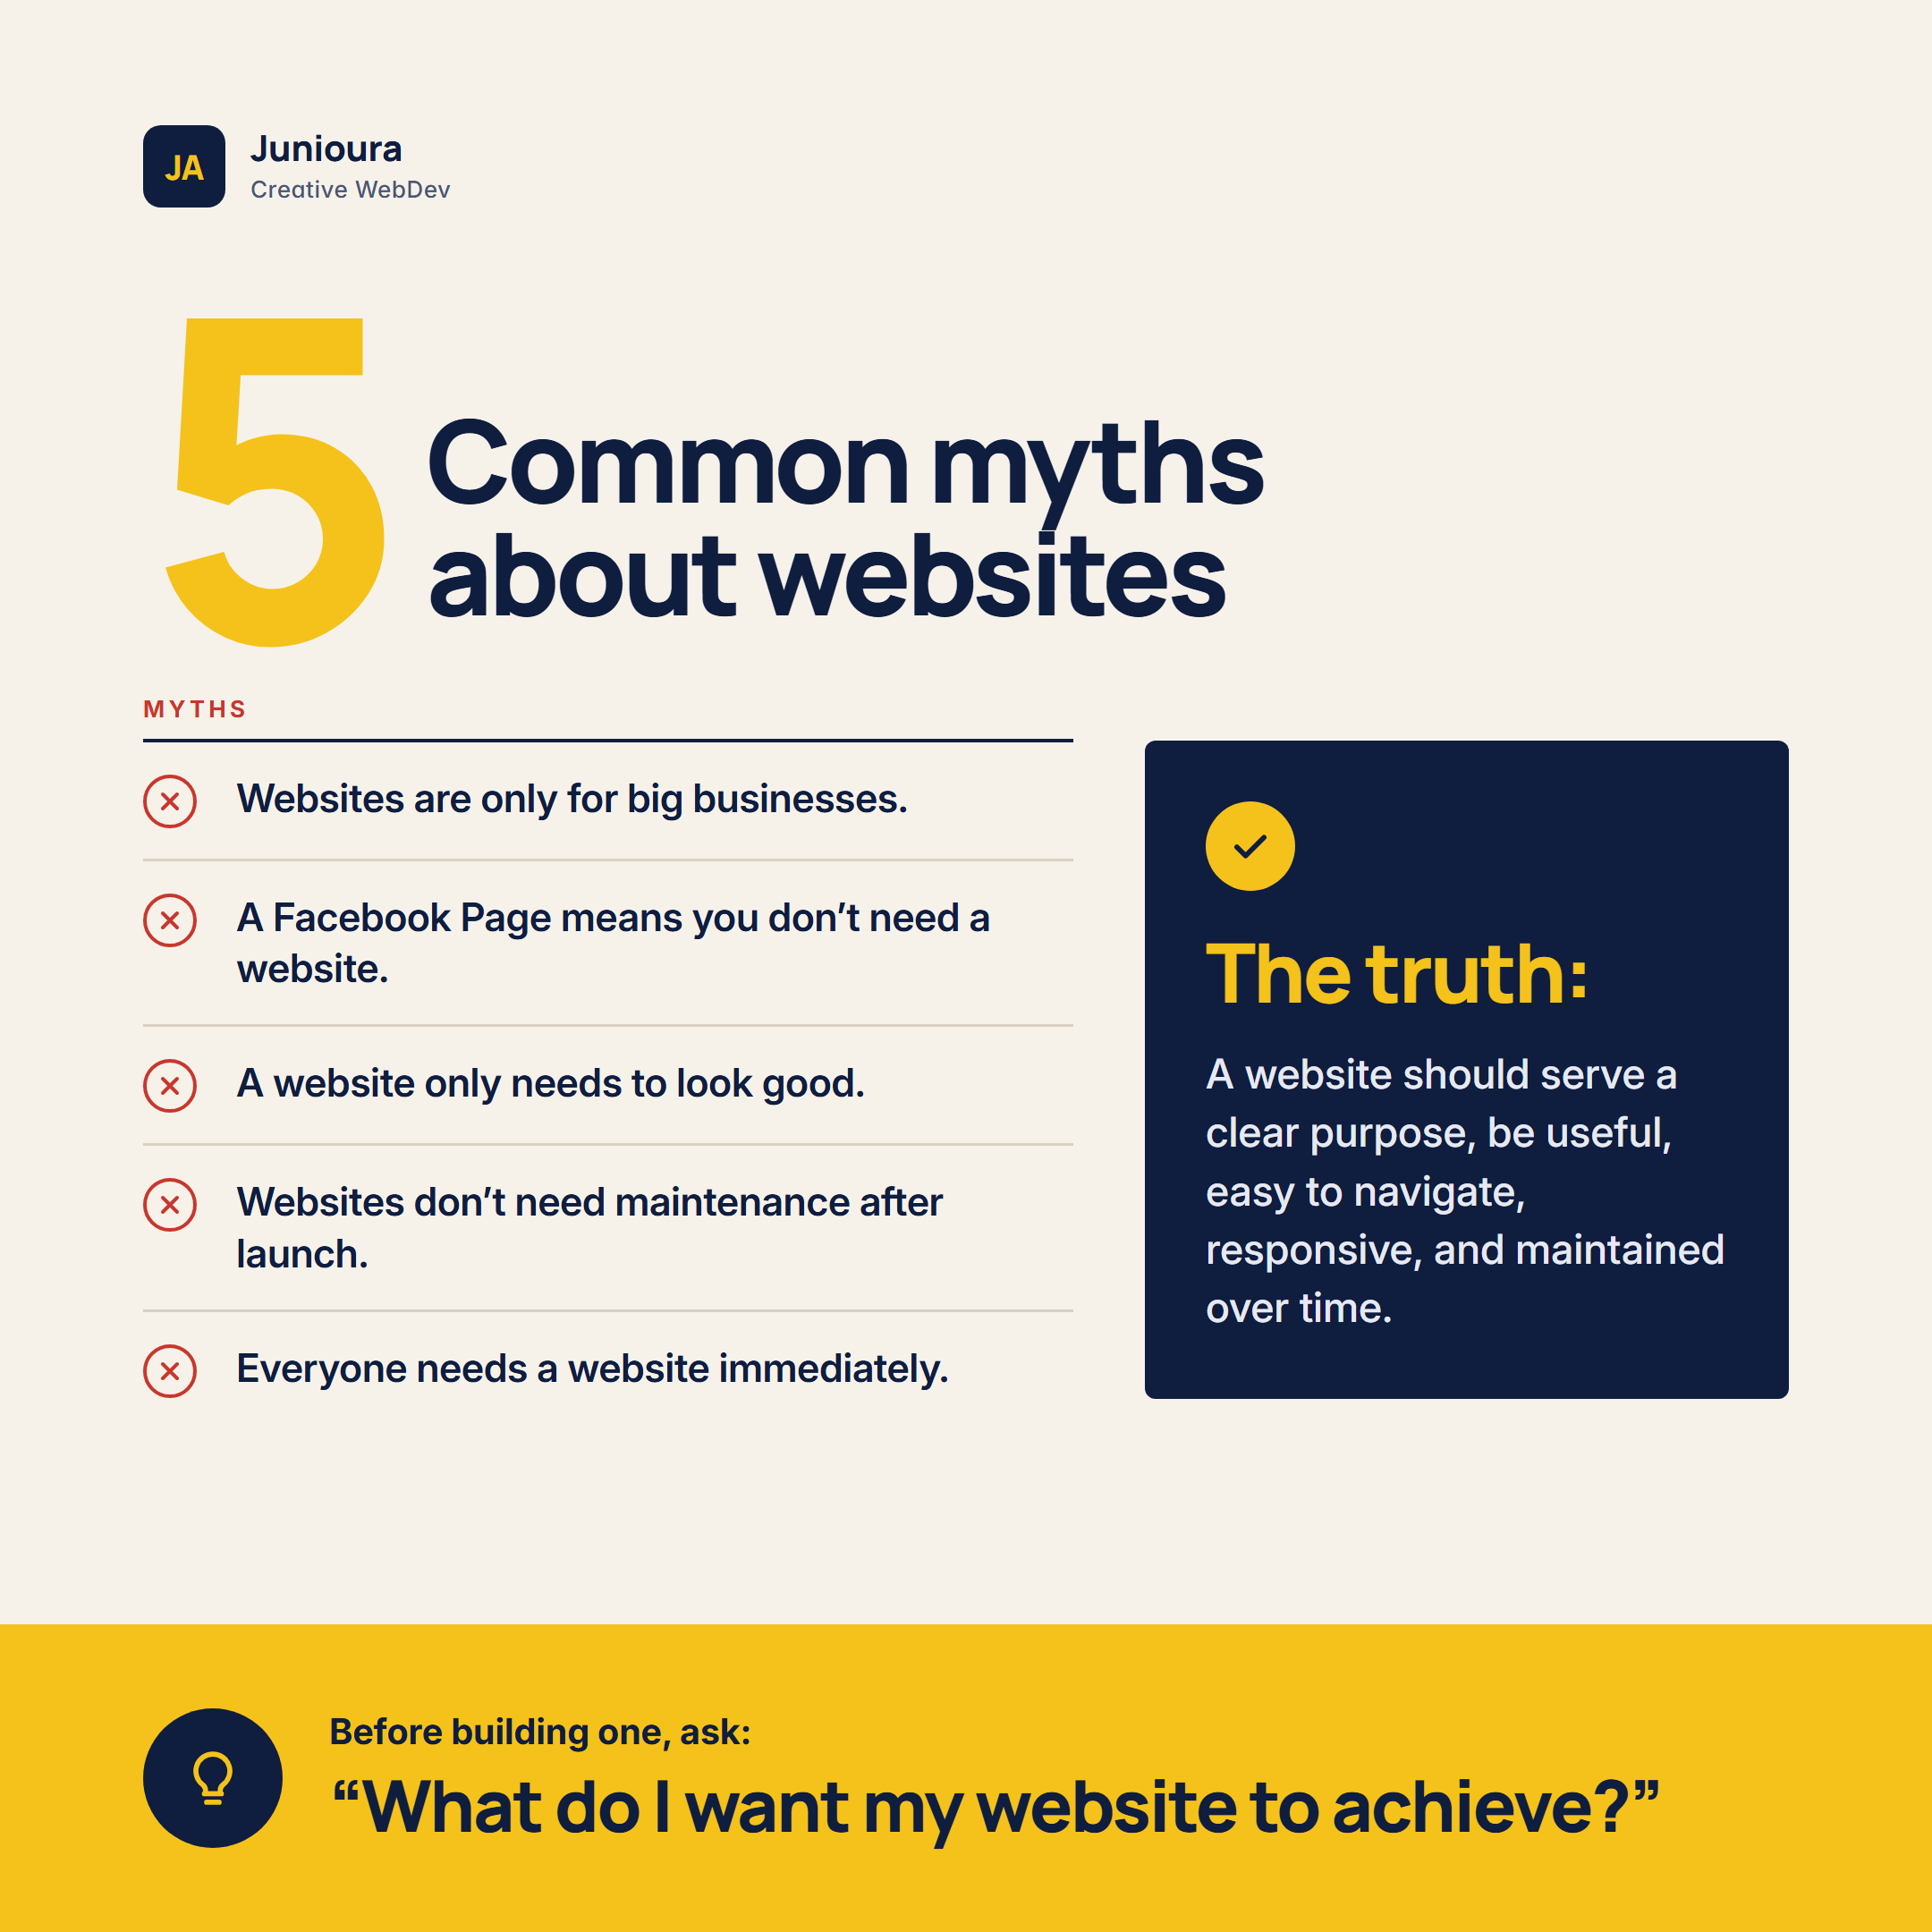 JA
Junioura
Creative WebDev
5
Common myths
about websites
MYTHS
Websites are only for big businesses.
A Facebook Page means you don’t need a
website.
A website only needs to look good.
Websites don’t need maintenance after
launch.
Everyone needs a website immediately.
The truth:
A website should serve a
clear purpose, be useful,
easy to navigate,
responsive, and maintained
over time.
Before building one, ask:
“What do I want my website to achieve?”